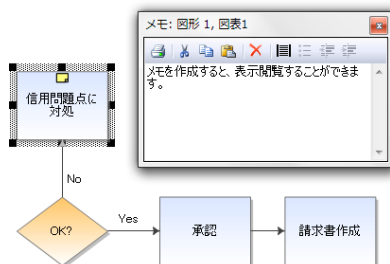 メモ: 図形 1, 図表1
メモを作成すると、表示閲覧することができま
す。
信用問題点に
対処
No
OK?
Yes
承認
請求書作成